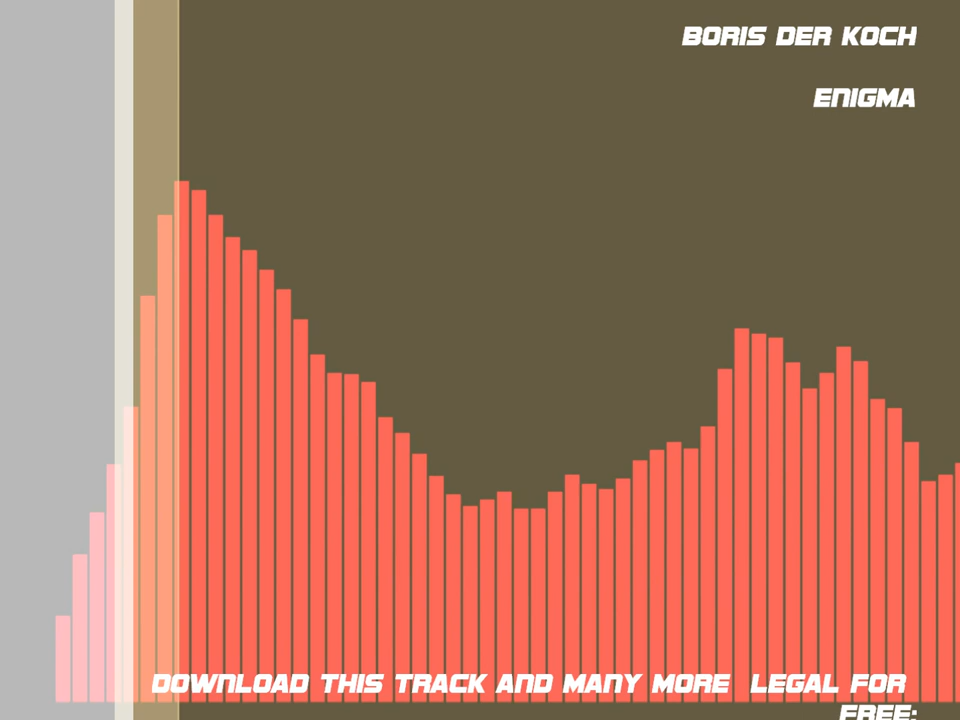 BORIS DER KOCH
ENIGMA
DOWNLOAD THIS TRACK AND MANY MORE LEGAL FOR
FREE: